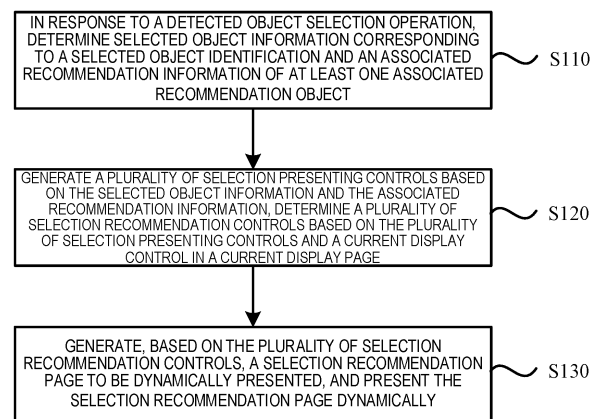 IN RESPONSE TO A DETECTED OBJECT SELECTION OPERATION,
DETERMINE SELECTED OBJECT INFORMATION CORRESPONDING
TO A SELECTED OBJECT IDENTIFICATION AND AN ASSOCIATED
RECOMMENDATION INFORMATION OF AT LEAST ONE ASSOCIATED
RECOMMENDATION OBJECT
S110
GENERATE A PLURALITY OF SELECTION PRESENTING CONTROLS BASED
ON THE SELECTED OBJECT INFORMATION AND THE ASSOCIATED
RECOMMENDATION INFORMATION, DETERMINE A PLURALITY OF
SELECTION RECOMMENDATION CONTROLS BASED ON THE PLURALITY
OF SELECTION PRESENTING CONTROLS AND A CURRENT DISPLAY
CONTROL IN A CURRENT DISPLAY PAGE
S120
GENERATE, BASED ON THE PLURALITY OF SELECTION
RECOMMENDATION CONTROLS, A SELECTION RECOMMENDATION
PAGE TO BE DYNAMICALLY PRESENTED, AND PRESENT THE
SELECTION RECOMMENDATION PAGE DYNAMICALLY
S130